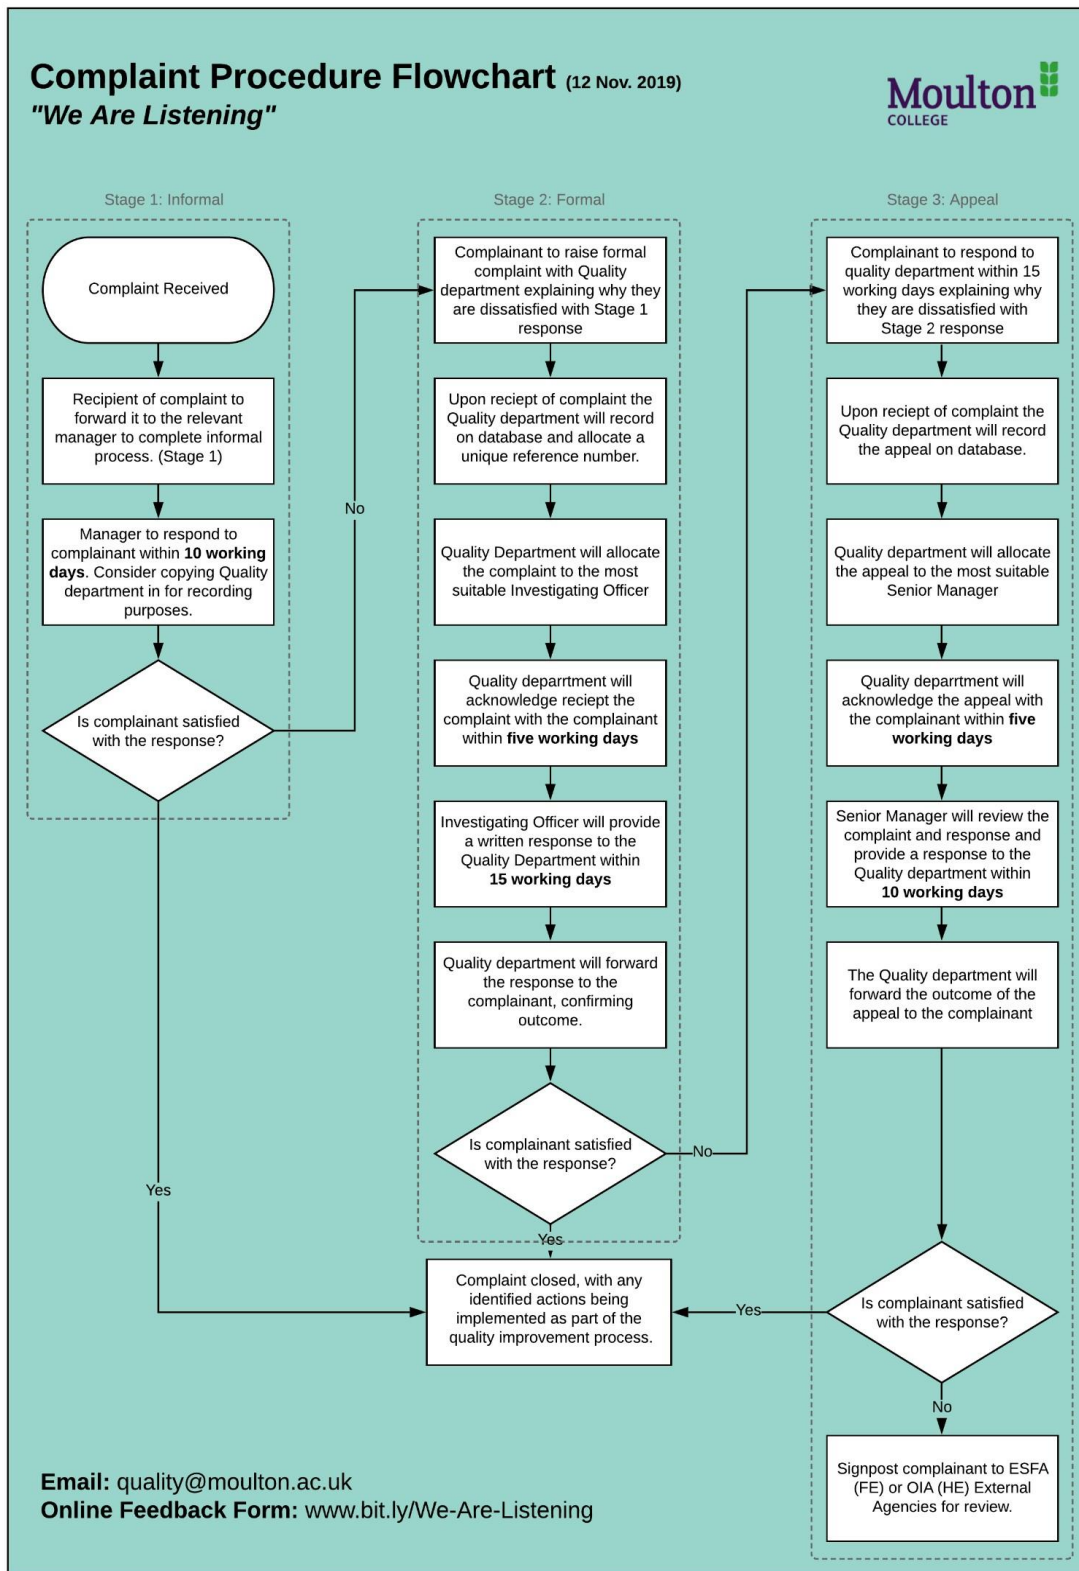 Complaint Procedure Flowchart (12 Nov. 2019)
"We Are Listening"
Moulton
COLLEGE
Stage 1: Informal
Complaint Received
Recipient of complaint to
forward it to the relevant
manager to complete informal
process. (Stage 1)
Manager to respond to
complainant within 10 working
days. Consider copying Quality
department in for recording
purposes.
Is complainant satisfied
with the response?
No
Yes
Stage 2: Formal
Complainant to raise formal
complaint with Quality
department explaining why they
are dissatisfied with Stage 1
response
Upon reciept of complaint the
Quality department will record
on database and allocate a
unique reference number.
Quality Department will allocate
the complaint to the most
suitable Investigating Officer
Quality deparrtment will
acknowledge reciept the
complaint with the complainant
within five working days
Investigating Officer will provide
a written response to the
Quality Department within
15 working days
Quality department will forward
the response to the
complainant, confirming
outcome.
Is complainant satisfied
with the response?
No
Yes
Complaint closed, with any
identified actions being
implemented as part of the
quality improvement process.
Stage 3: Appeal
Complainant to respond to
quality department within 15
working days explaining why
they are dissatisfied with
Stage 2 response
Upon reciept of complaint the
Quality department will record
the appeal on database.
Quality department will allocate
the appeal to the most suitable
Senior Manager
Quality deparrtment will
acknowledge the appeal with
the complainant within five
working days
Senior Manager will review the
complaint and response and
provide a response to the
Quality department within
10 working days
The Quality department will
forward the outcome of the
appeal to the complainant
Is complainant satisfied
with the response?
Yes
No
Signpost complainant to ESFA
(FE) or OIA (HE) External
Agencies for review.
Email: quality@moulton.ac.uk
Online Feedback Form: www.bit.ly/We-Are-Listening